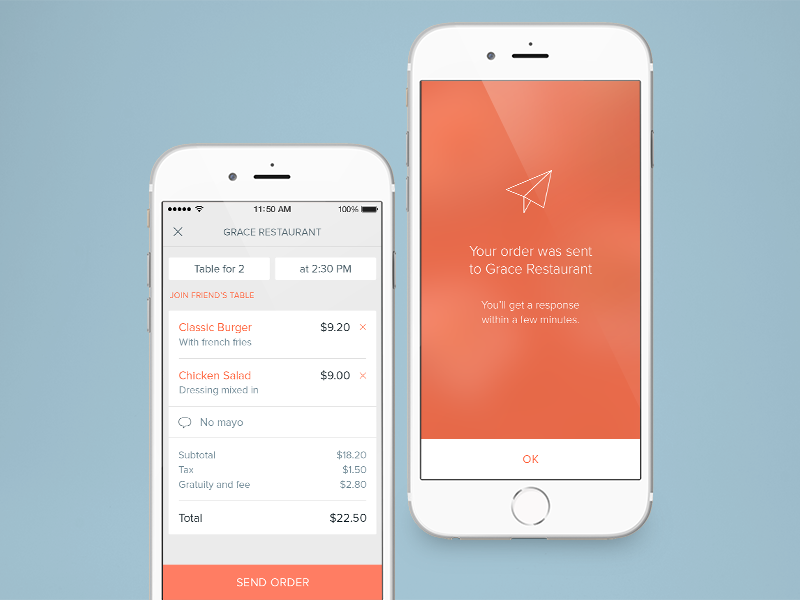 11:50 AM
100%
GRACE RESTAURANT
Table for 2
at 2:30 PM
JOIN FRIEND'S TABLE
Classic Burger $9.20
With french fries
Chicken Salad $9.00
Dressing mixed in
No mayo
Subtotal $18.20
Tax $1.50
Gratuity and fee $2.80
Total $22.50
SEND ORDER
Your order was sent
to Grace Restaurant
You'll get a response
within a few minutes.
OK